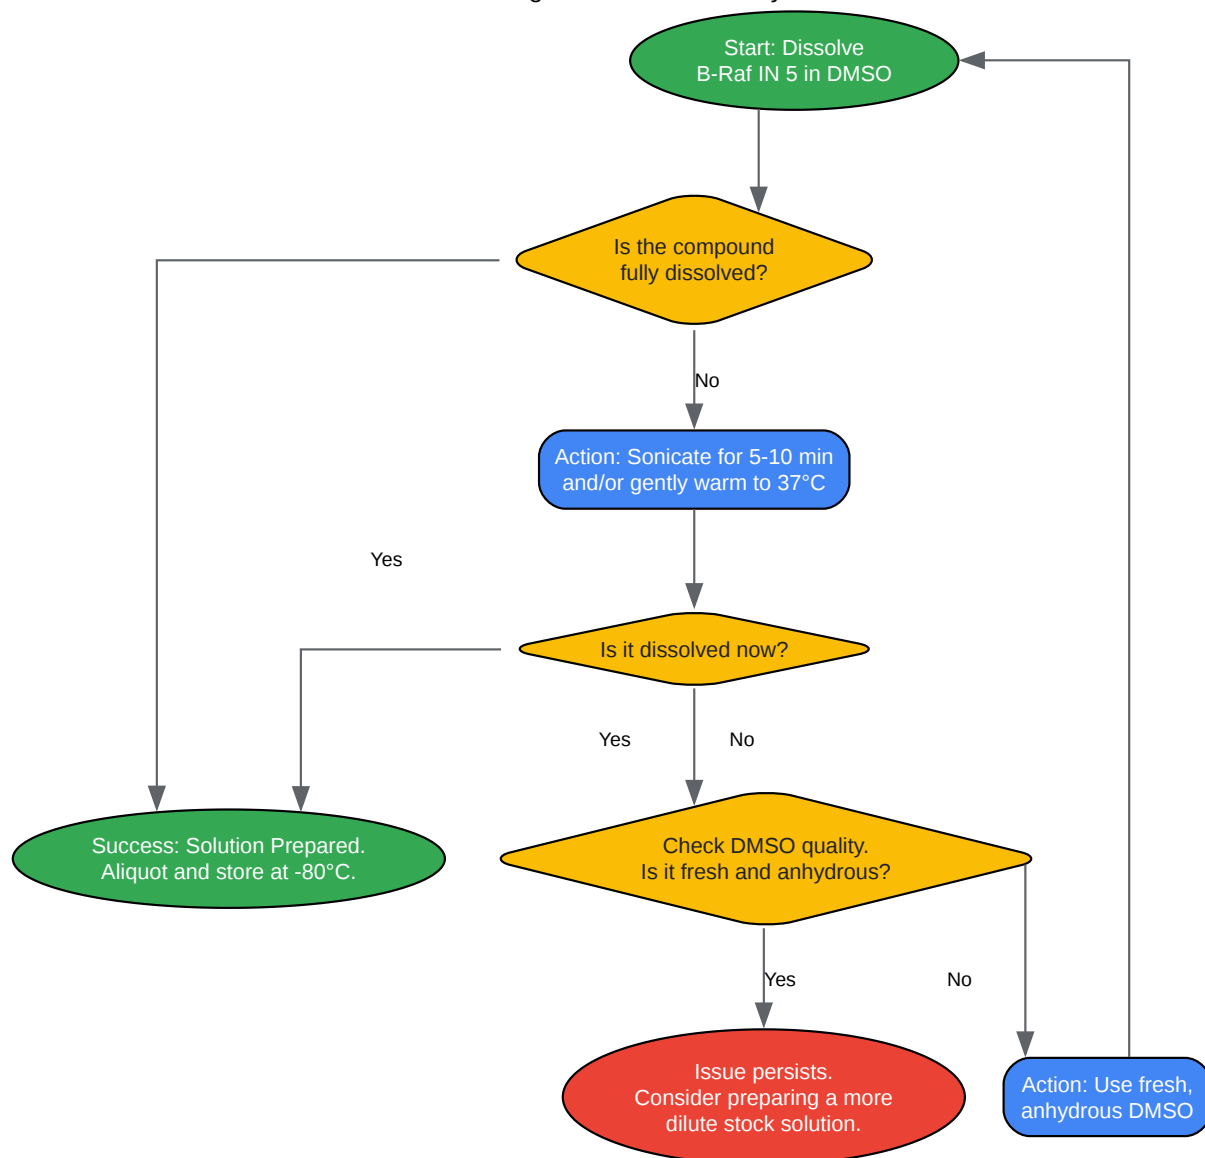 Start: Dissolve
B-Raf IN 5 in DMSO
Is the compound
fully dissolved?
No
Action: Sonicate for 5-10 min
and/or gently warm to 37°C
Yes
Is it dissolved now?
Yes
No
Success: Solution Prepared.
Aliquot and store at -80°C.
Check DMSO quality.
Is it fresh and anhydrous?
Yes
No
Issue persists.
Consider preparing a more
dilute stock solution.
Action: Use fresh,
anhydrous DMSO